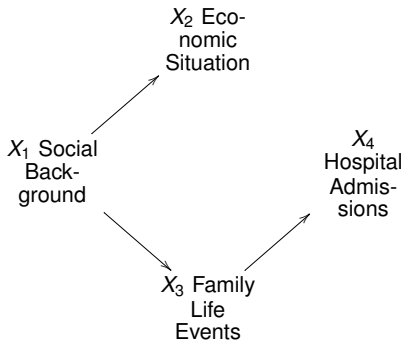 X₂ Eco-
nomic
Situation
X₁ Social
Back-
ground
X₄
Hospital
Admis-
sions
X₃ Family
Life
Events